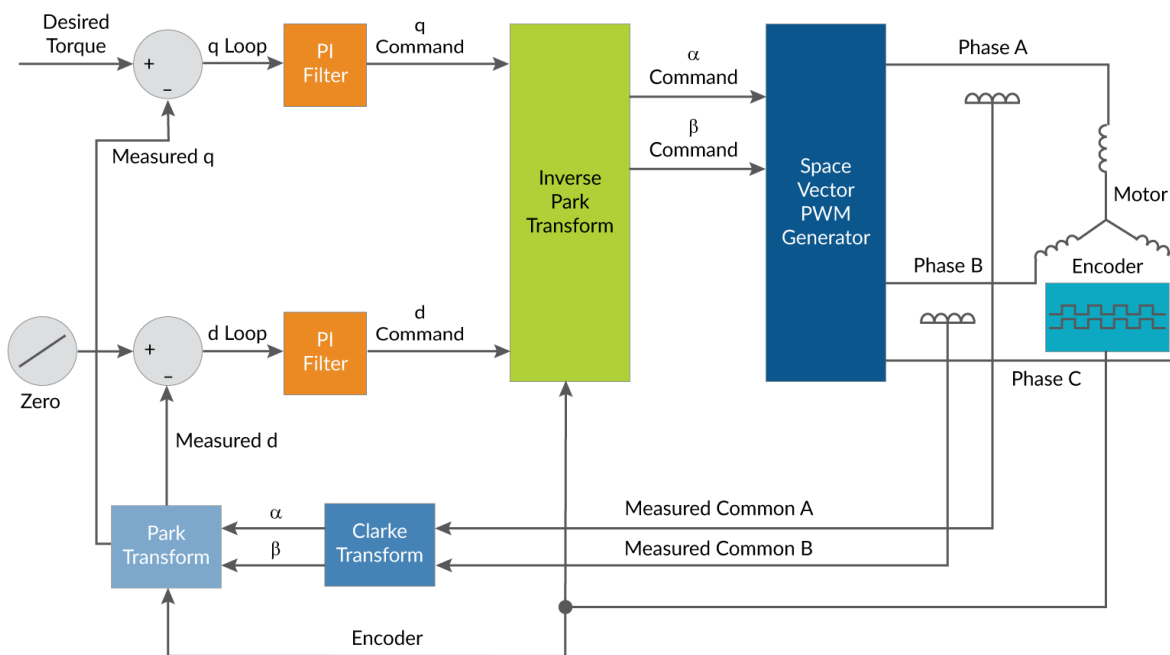 Desired
Torque
+
−
q Loop
PI
Filter
q
Command
Measured q
Inverse
Park
Transform
α
Command
β
Command
Space
Vector
PWM
Generator
Phase A
Motor
Phase B
Encoder
Phase C
Zero
+
−
d Loop
PI
Filter
d
Command
Measured d
Park
Transform
α
β
Clarke
Transform
Measured Common A
Measured Common B
Encoder